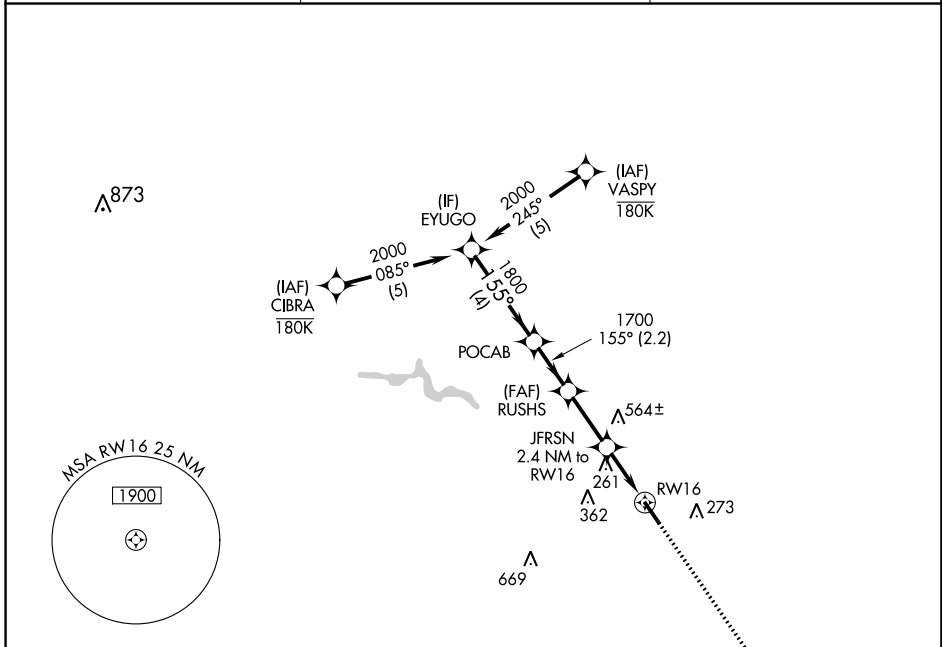 873
(IAF)
VASPY
180K
2000
245°
(5)
(IF)
EYUGO
2000
085°
(5)
(IAF)
CIBRA
180K
1800
155°
(4)
1700
155° (2.2)
POCAB
(FAF)
RUSHS
564±
JFRSN
2.4 NM to
RW16
261
362
RW16
273
669
MSA RW16 25 NM
1900